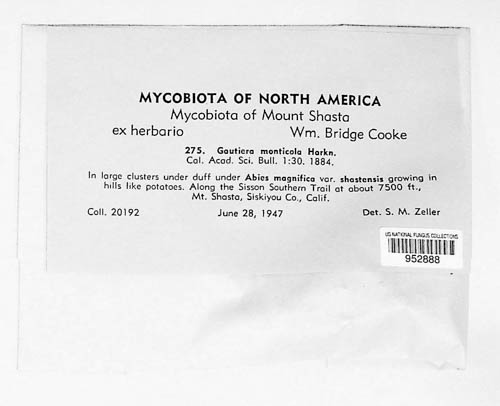 MYCOBIOTA OF NORTH AMERICA
Mycobiota of Mount Shasta
ex herbario Wm. Bridge Cooke
275. Gautiera monticola Harkn.
Cal. Acad. Sci. Bull. 1:30. 1884.
In large clusters under duff under Abies magnifica var. shastensis growing in
hills like potatoes. Along the Sisson Southern Trail at about 7500 ft.,
Mt. Shasta, Siskiyou Co., Calif.
Coll. 20192 June 28, 1947 Det. S. M. Zeller
US NATIONAL FUNGUS COLLECTIONS
952888